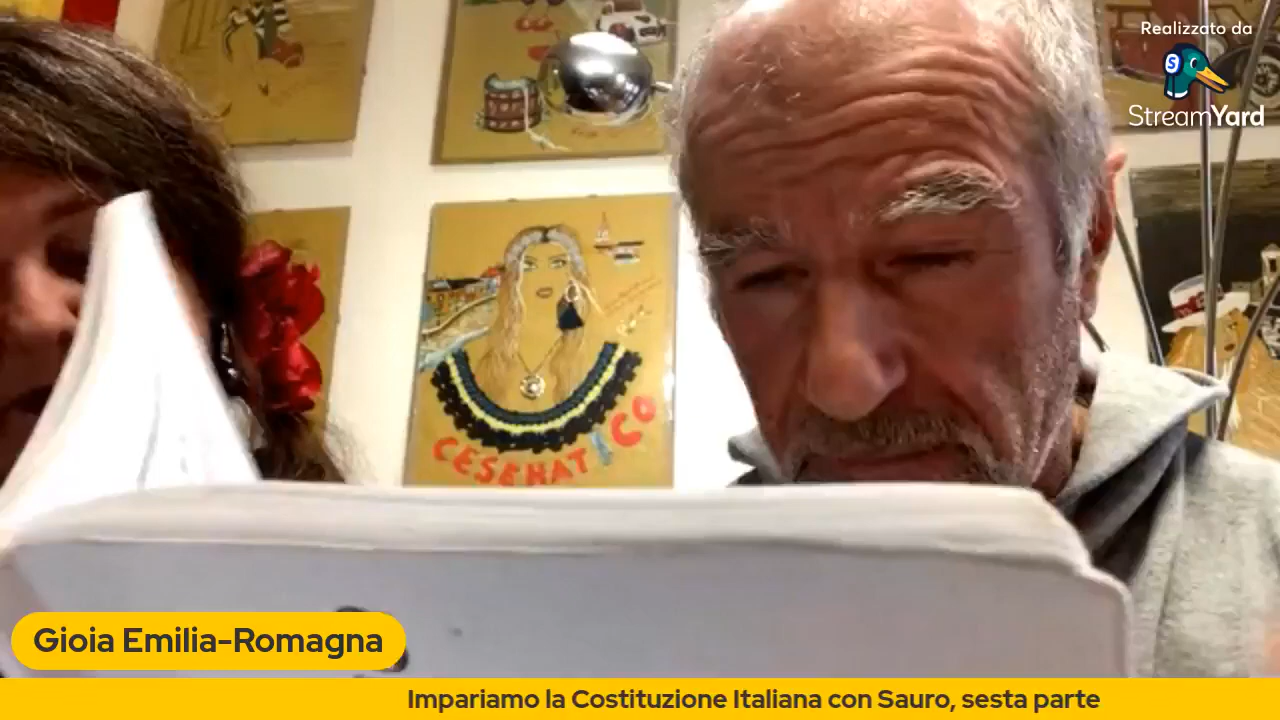 Realizzato da
StreamYard
CESENATICO
Gioia Emilia-Romagna
Impariamo la Costituzione Italiana con Sauro, sesta parte